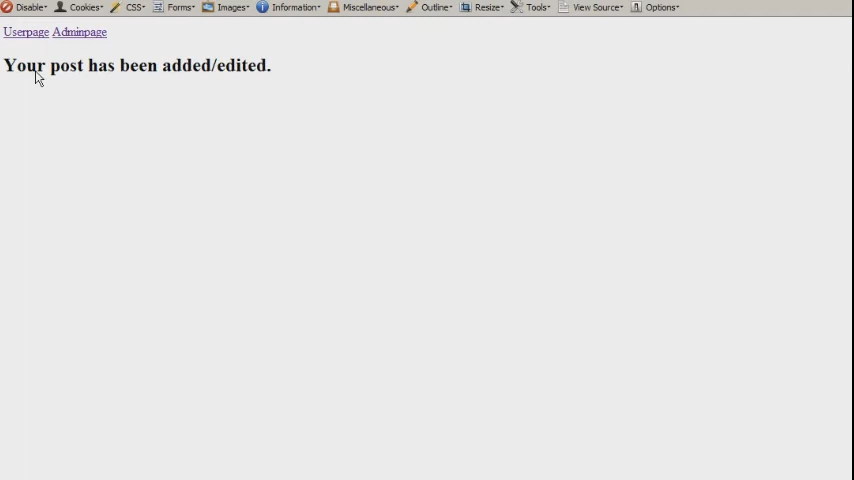 Disable Cookies CSS Forms Images Information Miscellaneous Outline Resize Tools View Source Options
Userpage Adminpage
Your post has been added/edited.